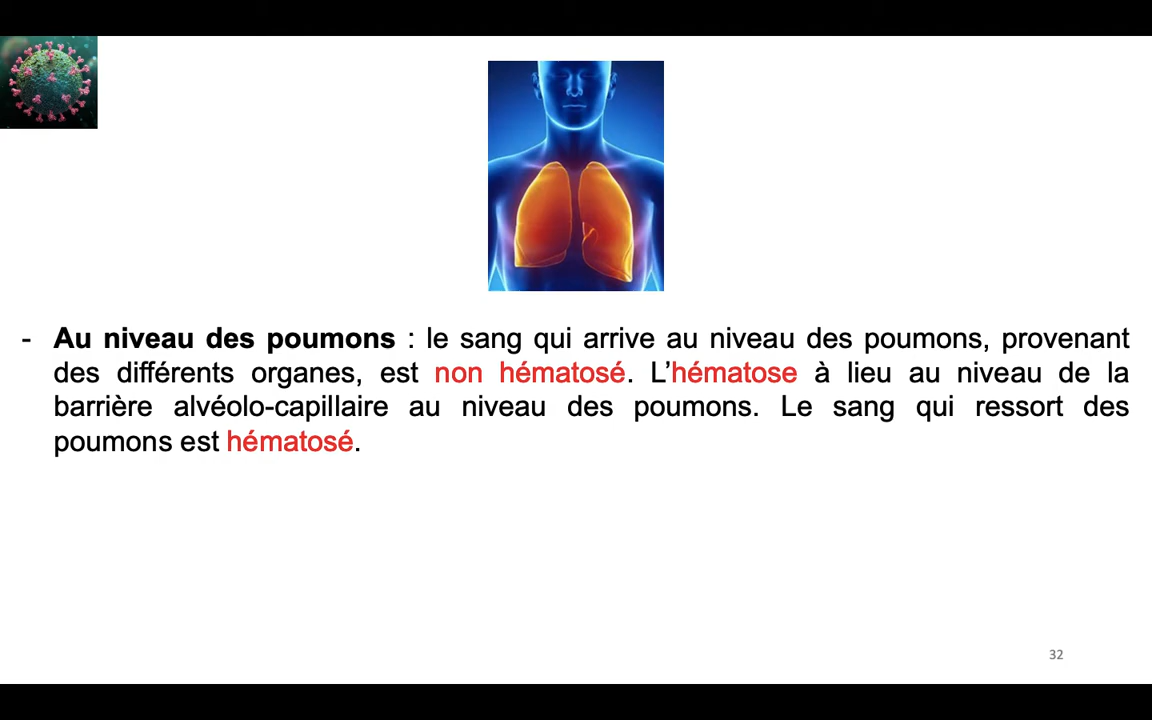 - Au niveau des poumons : le sang qui arrive au niveau des poumons, provenant
des différents organes, est non hématosé. L’hématose à lieu au niveau de la
barrière alvéolo-capillaire au niveau des poumons. Le sang qui ressort des
poumons est hématosé.
32